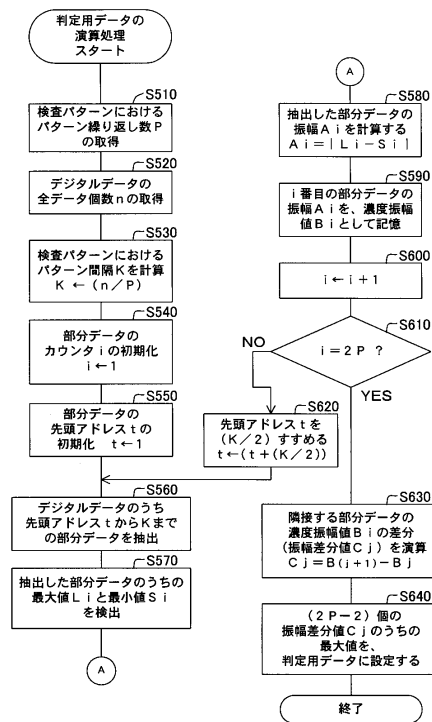 判定用データの
演算処理
スタート
S510
検査パターンにおける
パターン繰り返し数P
の取得
S520
デジタルデータの
全データ個数nの取得
S530
検査パターンにおける
パターン間隔Kを計算
K ← (n/P)
S540
部分データの
カウンタiの初期化
i←1
S550
部分データの
先頭アドレスtの
初期化 t←1
S560
デジタルデータのうち
先頭アドレスtからKまで
の部分データを抽出
S570
抽出した部分データのうちの
最大値Liと最小値Si
を検出
A
A
S580
抽出した部分データの
振幅Aiを計算する
Ai=|Li-Si|
S590
i番目の部分データの
振幅Aiを、濃度振幅
値Biとして記憶
S600
i←i+1
S610
i=2P ?
NO
YES
S620
先頭アドレスtを
(K/2)すすめる
t←(t+(K/2))
S630
隣接する部分データの
濃度振幅値Biの差分
(振幅差分値Cj)を演算
Cj=B(j+1)-Bj
S640
(2P-2)個の
振幅差分値Cjのうちの
最大値を、
判定用データに設定する
終了